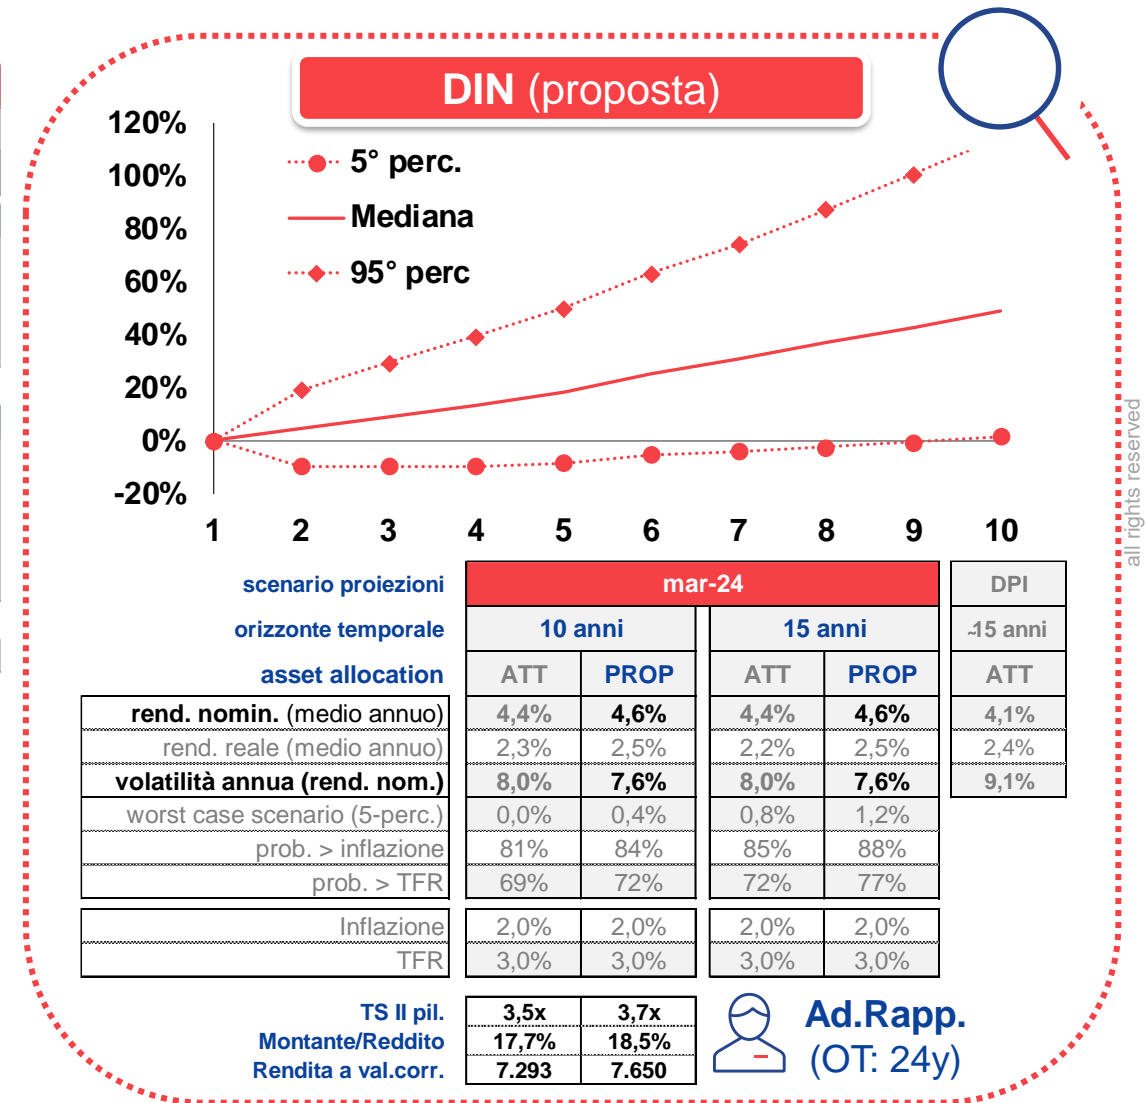 DIN (proposta)
120%
100%
80%
60%
40%
20%
0%
-20%
5° perc.
Mediana
95° perc
1 2 3 4 5 6 7 8 9 10
scenario proiezioni mar-24 DPI
orizzonte temporale 10 anni 15 anni ~15 anni
asset allocation ATT PROP ATT PROP ATT
rend. nomin. (medio annuo) 4,4% 4,6% 4,4% 4,6% 4,1%
rend. reale (medio annuo) 2,3% 2,5% 2,2% 2,5% 2,4%
volatilità annua (rend. nom.) 8,0% 7,6% 8,0% 7,6% 9,1%
worst case scenario (5-perc.) 0,0% 0,4% 0,8% 1,2%
prob. > inflazione 81% 84% 85% 88%
prob. > TFR 69% 72% 72% 77%
Inflazione 2,0% 2,0% 2,0% 2,0%
TFR 3,0% 3,0% 3,0% 3,0%
TS II pil. 3,5x 3,7x
Montante/Reddito 17,7% 18,5%
Rendita a val.corr. 7.293 7.650
Ad.Rapp.
(OT: 24y)
all rights reserved